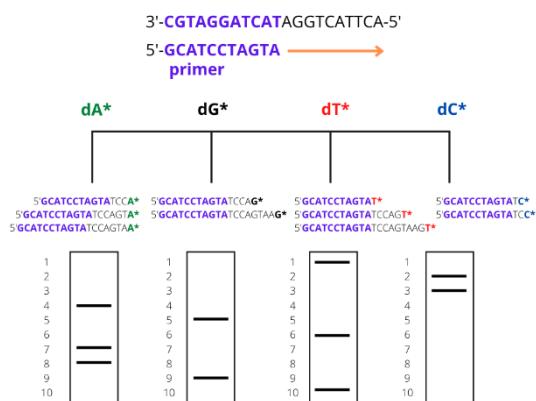 3'-CGTAGGATCATAGGTCATTCA-5'
5'-GCATCCTAGTA
primer
dA* dG* dT* dC*
5'GCATCCTAGTATCCA* 5'GCATCCTAGTATCCAG* 5'GCATCCTAGTAT* 5'GCATCCTAGTATC*
5'GCATCCTAGTATCCAGTA* 5'GCATCCTAGTATCCAGTAAG* 5'GCATCCTAGTATCCAGT* 5'GCATCCTAGTATCC*
5'GCATCCTAGTATCCAGTAA* 5'GCATCCTAGTATCCAGTAAGT*
1 1 1 1
2 2 2 2
3 3 3 3
4 4 4 4
5 5 5 5
6 6 6 6
7 7 7 7
8 8 8 8
9 9 9 9
10 10 10 10